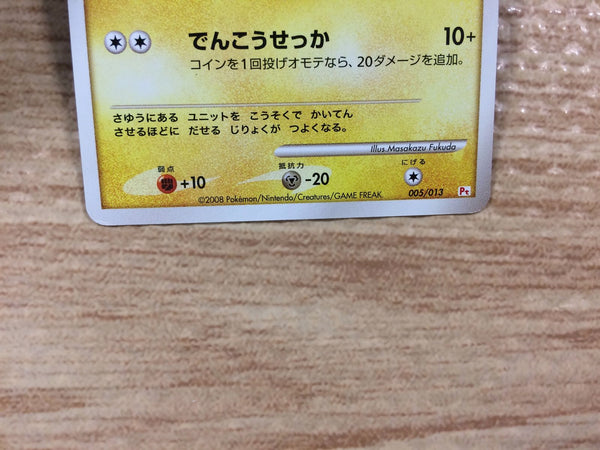 でんこうせっか 10+
コインを1回投げオモテなら、20ダメージを追加。
さゆうにある ユニットを こうそくで かいてん
させるほどに だせる じりょくが つよくなる。
Illus. Masakazu Fukuda
弱点 抵抗力 にげる
+10 -20
005/013 Pt
©2008 Pokémon/Nintendo/Creatures/GAME FREAK